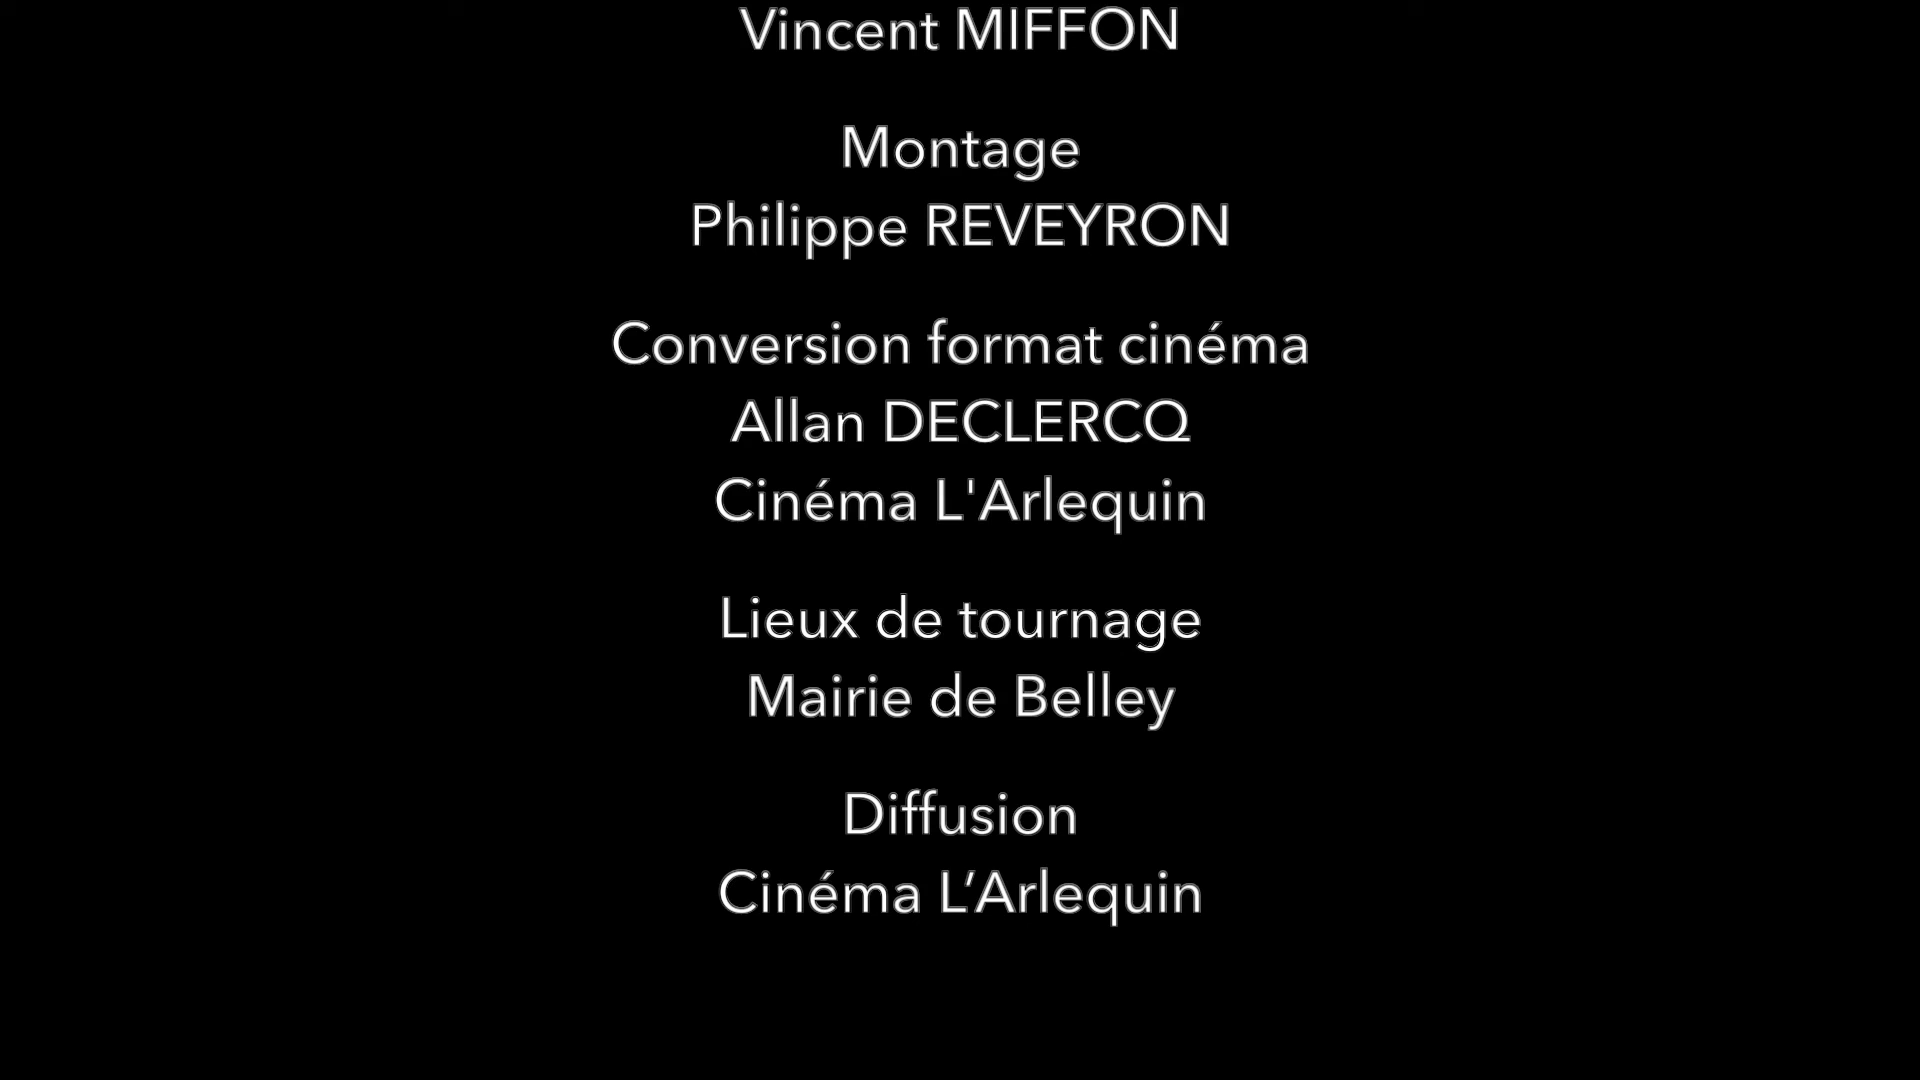 Vincent MIFFON
Montage
Philippe REVEYRON
Conversion format cinéma
Allan DECLERCQ
Cinéma L'Arlequin
Lieux de tournage
Mairie de Belley
Diffusion
Cinéma L’Arlequin